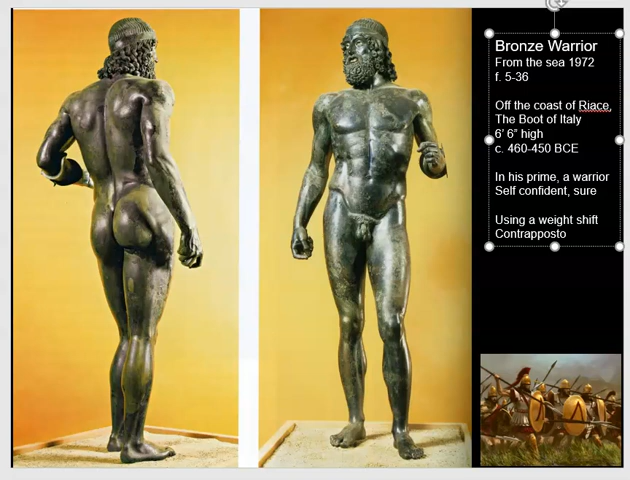 Bronze Warrior
From the sea 1972
f. 5-36
Off the coast of Riace,
The Boot of Italy
6' 6" high
c. 460-450 BCE
In his prime, a warrior
Self confident, sure
Using a weight shift
Contrapposto